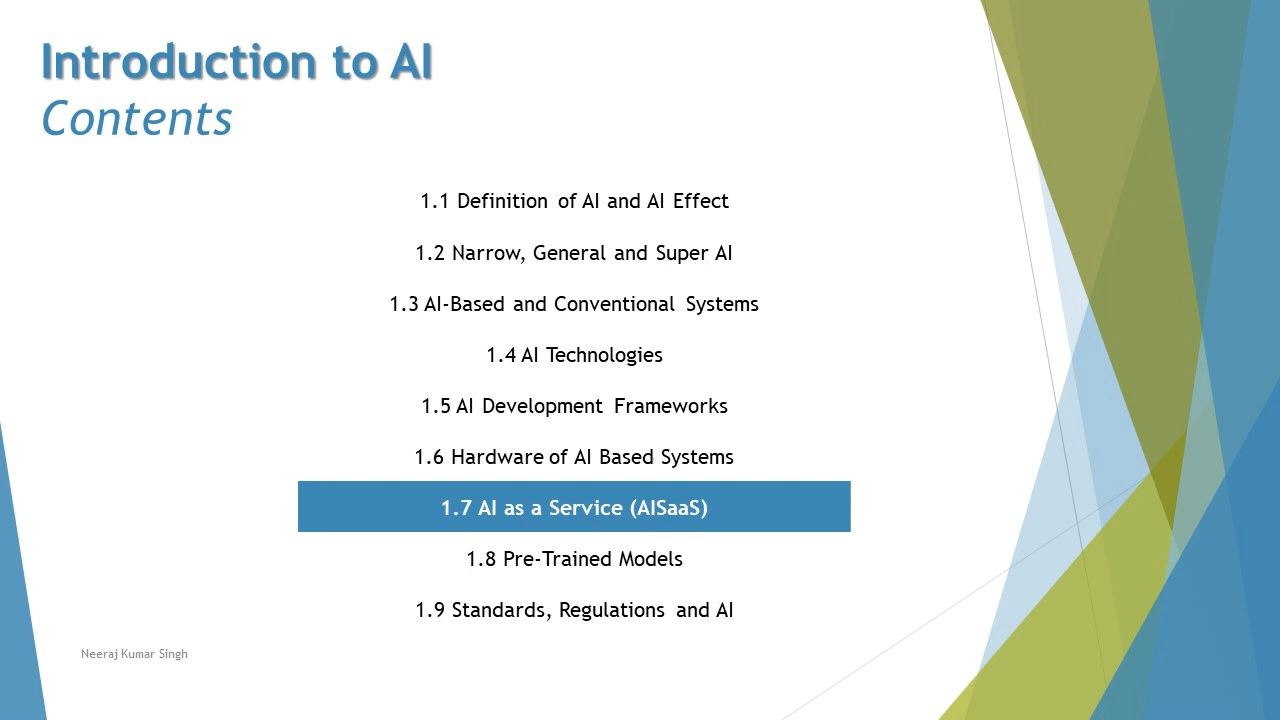 Introduction to AI
Contents
1.1 Definition of AI and AI Effect
1.2 Narrow, General and Super AI
1.3 AI-Based and Conventional Systems
1.4 AI Technologies
1.5 AI Development Frameworks
1.6 Hardware of AI Based Systems
1.7 AI as a Service (AISaaS)
1.8 Pre-Trained Models
1.9 Standards, Regulations and AI
Neeraj Kumar Singh